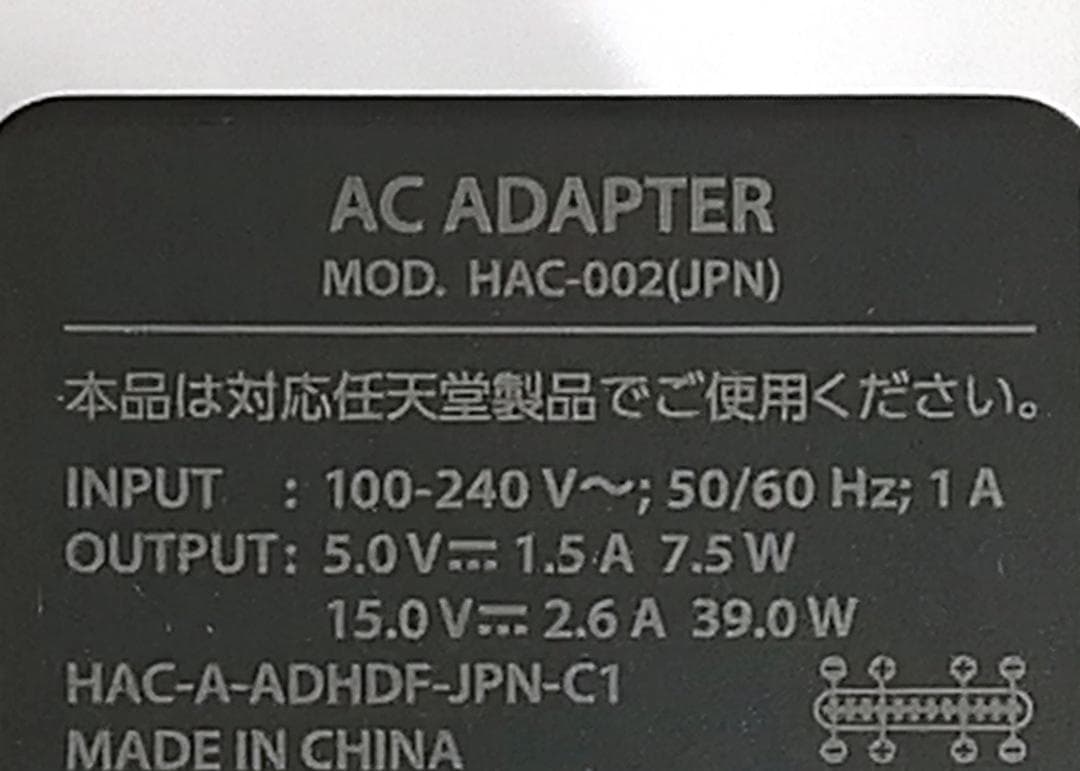 AC ADAPTER
MOD. HAC-002(JPN)
本品は対応任天堂製品でご使用ください。
INPUT : 100-240 V～; 50/60 Hz; 1 A
OUTPUT: 5.0 V⎓ 1.5 A 7.5 W
15.0 V⎓ 2.6 A 39.0 W
HAC-A-ADHDF-JPN-C1
MADE IN CHINA